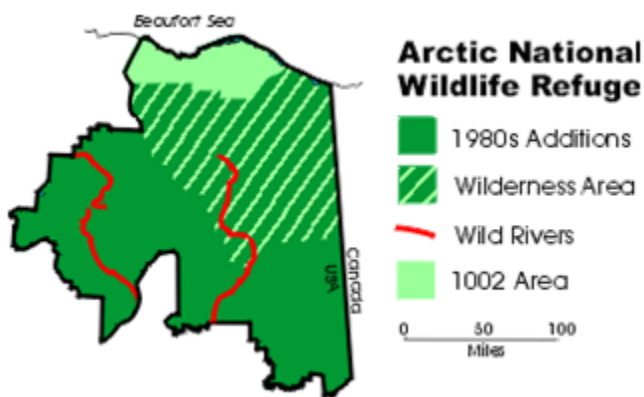 Beaufort Sea
Arctic National
Wildlife Refuge
1980s Additions
Wilderness Area
Wild Rivers
1002 Area
Canada
USA
0 50 100
Miles